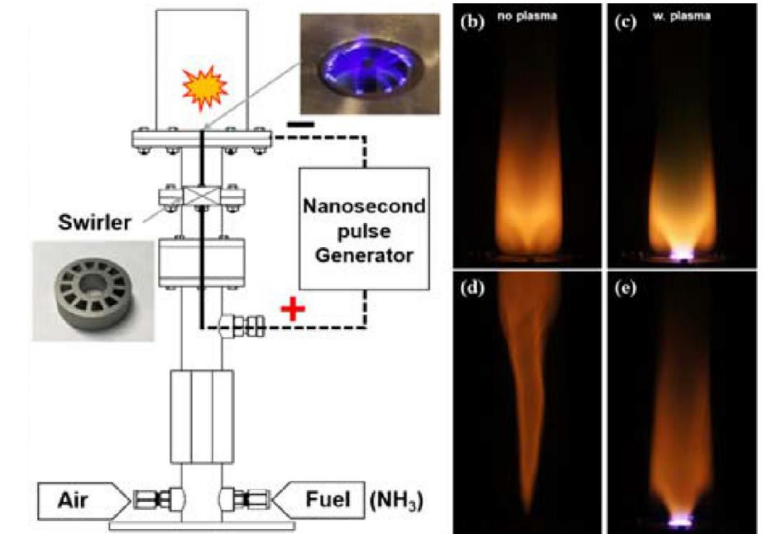 (b)
no plasma
(c)
w. plasma
−
Swirler
Nanosecond
pulse
Generator
+
(d)
(e)
Air
Fuel (NH₃)